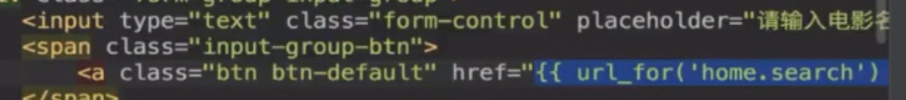 <input type="text" class="form-control" placeholder="请输入电影
<span class="input-group-btn">
<a class="btn btn-default" href="{{ url_for('home.search')
</span>